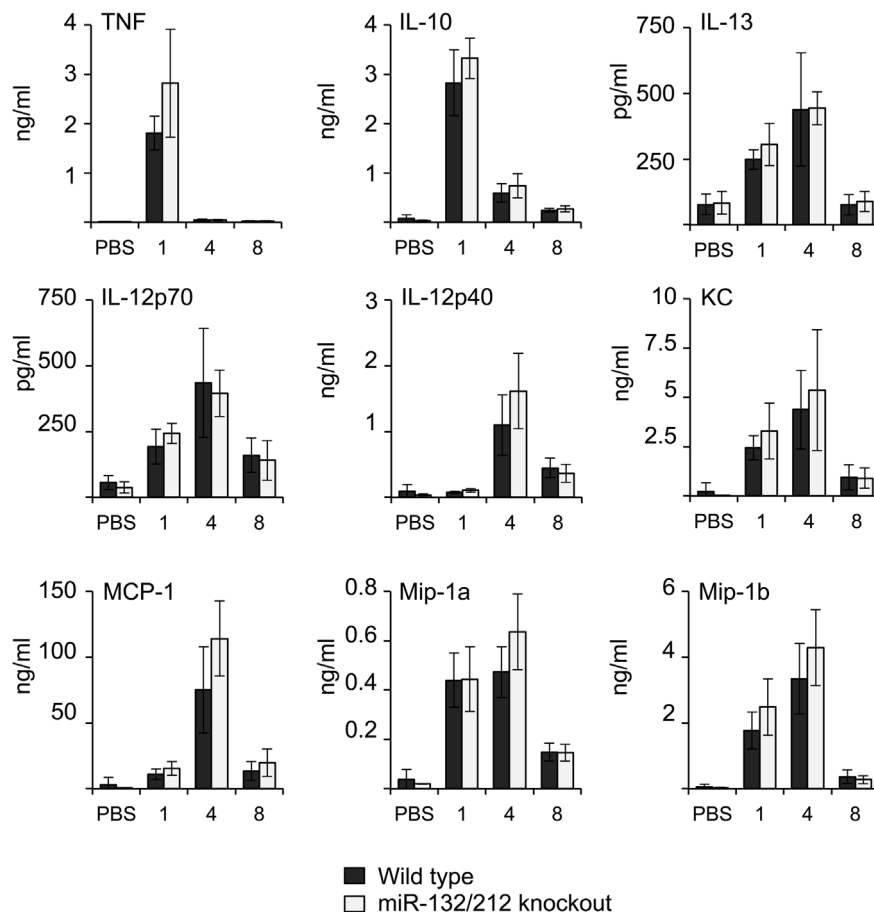 TNF
ng/ml
4
3
2
1
PBS 1 4 8
IL-10
ng/ml
4
3
2
1
PBS 1 4 8
IL-13
pg/ml
750
500
250
PBS 1 4 8
IL-12p70
pg/ml
750
500
250
PBS 1 4 8
IL-12p40
ng/ml
3
2
1
PBS 1 4 8
KC
ng/ml
10
7.5
5
2.5
PBS 1 4 8
MCP-1
ng/ml
150
100
50
PBS 1 4 8
Mip-1a
ng/ml
0.8
0.6
0.4
0.2
PBS 1 4 8
Mip-1b
ng/ml
6
4
2
PBS 1 4 8
Wild type
miR-132/212 knockout